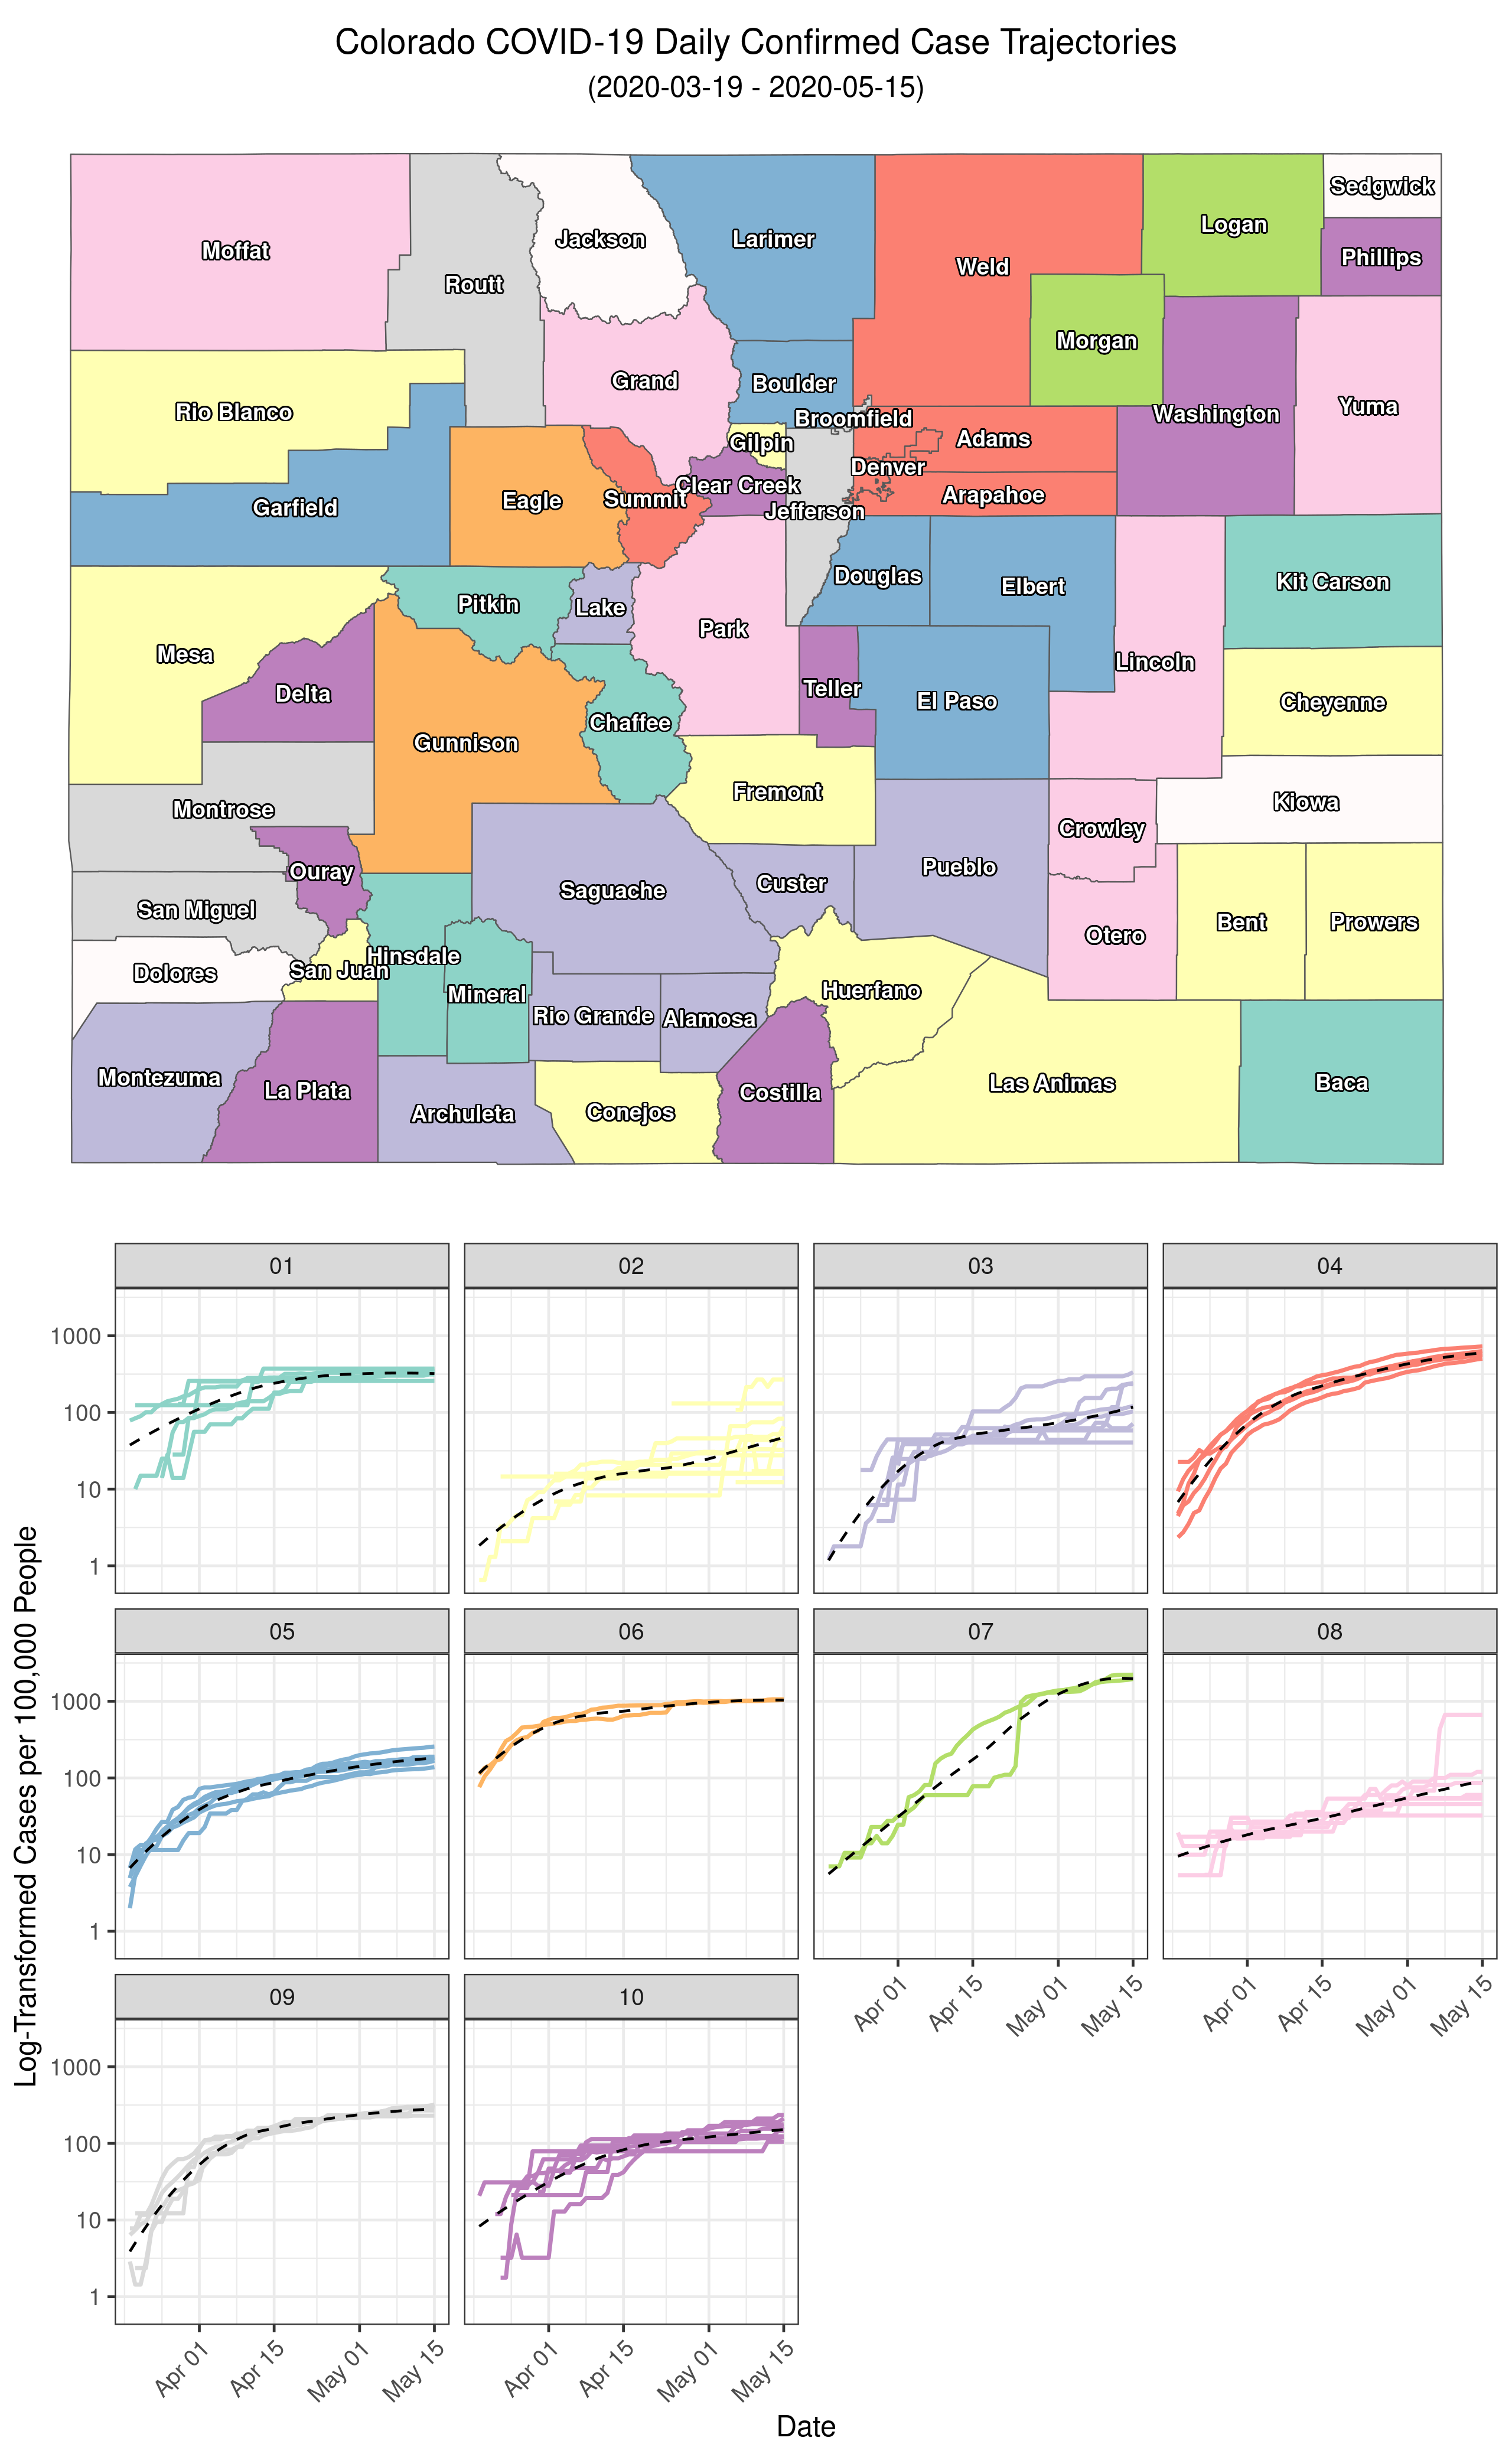 Colorado COVID-19 Daily Confirmed Case Trajectories
(2020-03-19 - 2020-05-15)
Sedgwick
Logan
Jackson
Larimer
Moffat
Phillips
Weld
Routt
Morgan
Grand
Boulder
Yuma
Rio Blanco
Washington
Broomfield
Adams
Gilpin
Denver
Clear Creek
Arapahoe
Summit
Eagle
Garfield
Jefferson
Douglas
Kit Carson
Elbert
Pitkin
Lake
Park
Mesa
Lincoln
Teller
Delta
El Paso
Cheyenne
Chaffee
Gunnison
Fremont
Kiowa
Montrose
Crowley
Pueblo
Ouray
Custer
Saguache
San Miguel
Bent
Prowers
Otero
Hinsdale
San Juan
Dolores
Huerfano
Mineral
Rio Grande
Alamosa
Montezuma
Las Animas
Baca
La Plata
Costilla
Conejos
Archuleta
01
02
03
04
1000
100
10
1
05
06
07
08
1000
100
10
1
Apr 01
Apr 15
May 01
May 15
Apr 01
Apr 15
May 01
May 15
09
10
1000
100
10
1
Apr 01
Apr 15
May 01
May 15
Apr 01
Apr 15
May 01
May 15
Log-Transformed Cases per 100,000 People
Date